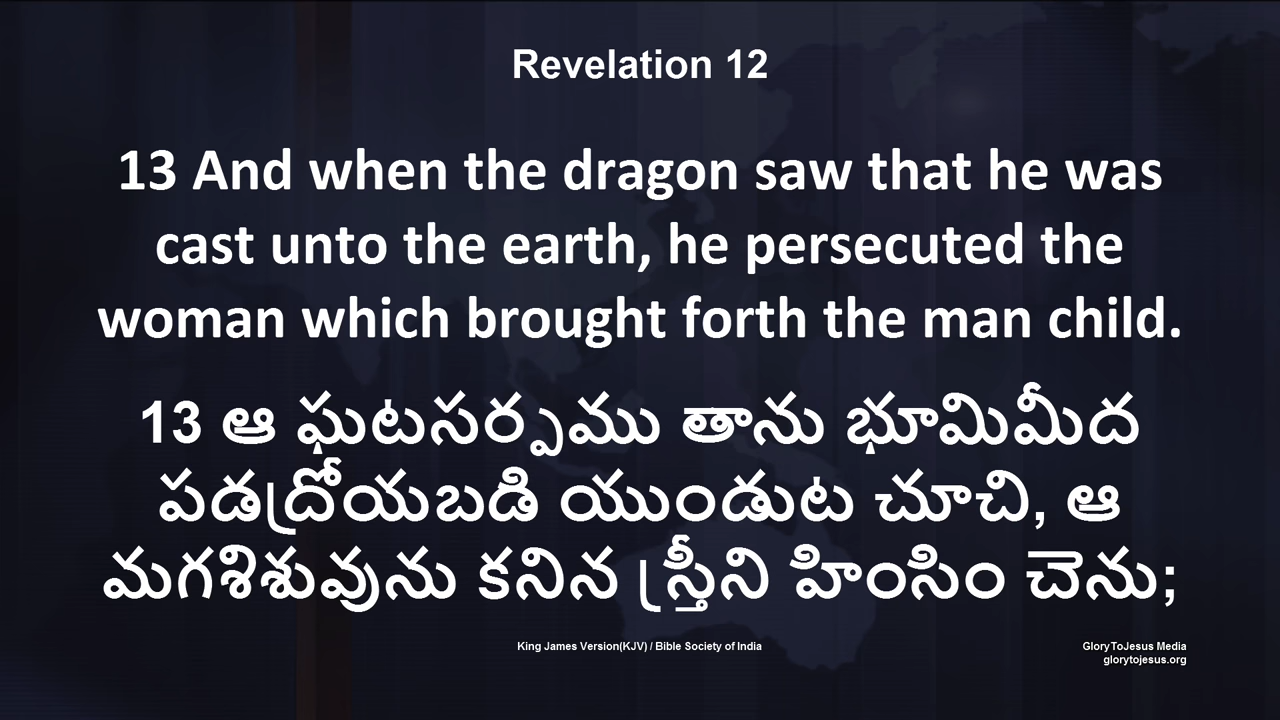 Revelation 12
13 And when the dragon saw that he was
cast unto the earth, he persecuted the
woman which brought forth the man child.
13 ఆ ఘటసర్పము తాను భూమిమీద
పడద్రోయబడి యుండుట చూచి, ఆ
మగశిశువును కనిన స్త్రీని హింసిం చెను;
King James Version(KJV) / Bible Society of India
GloryToJesus Media
glorytojesus.org